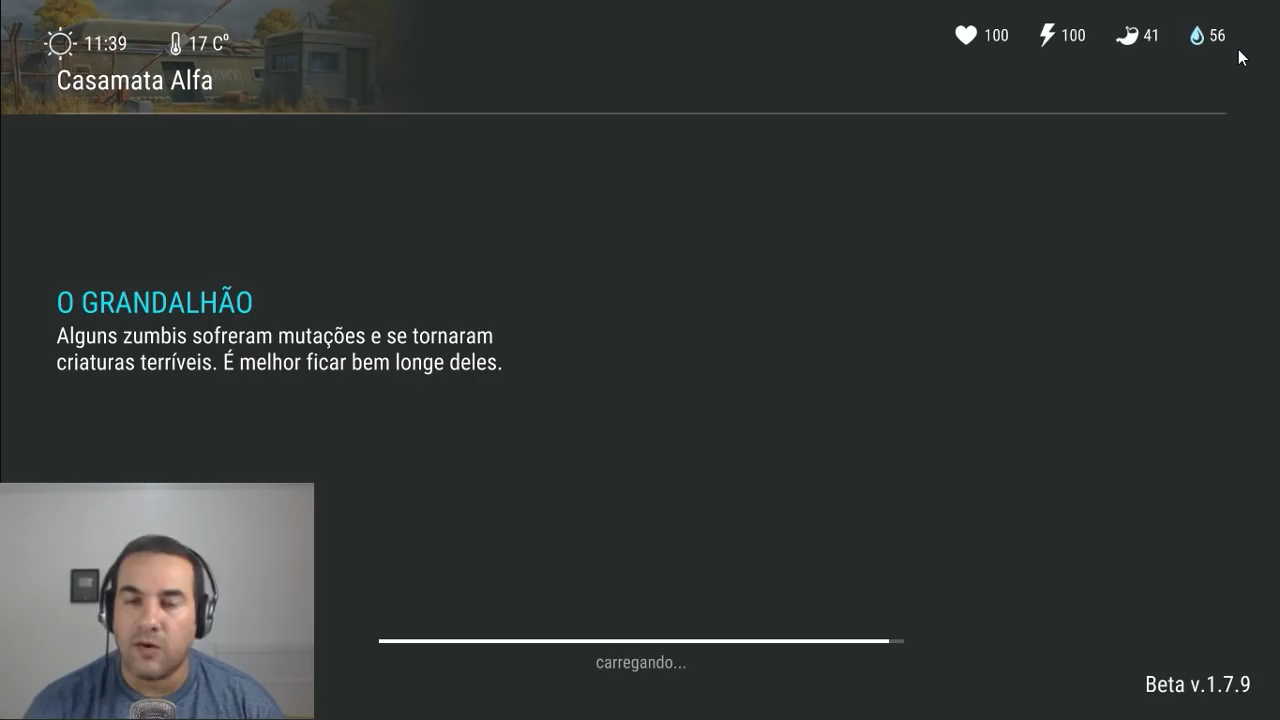 11:39 17 Cº
Casamata Alfa
100 100 41 56
O GRANDALHÃO
Alguns zumbis sofreram mutações e se tornaram
criaturas terríveis. É melhor ficar bem longe deles.
carregando...
Beta v.1.7.9